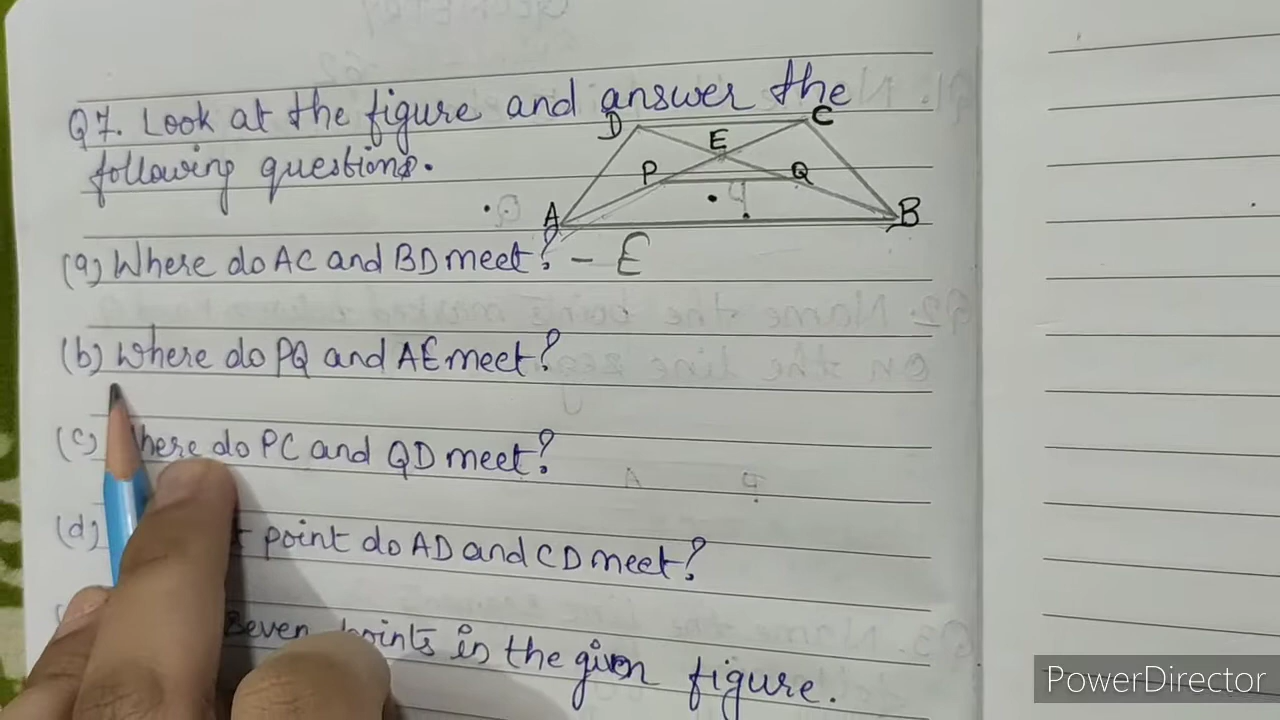 Q7. Look at the figure and answer the
following questions.
D C
E
P Q
A B
(a) Where do AC and BD meet? - E
(b) Where do PQ and AE meet?
(c) here do PC and QD meet?
(d) point do AD and CD meet?
seven points in the given figure.
PowerDirector